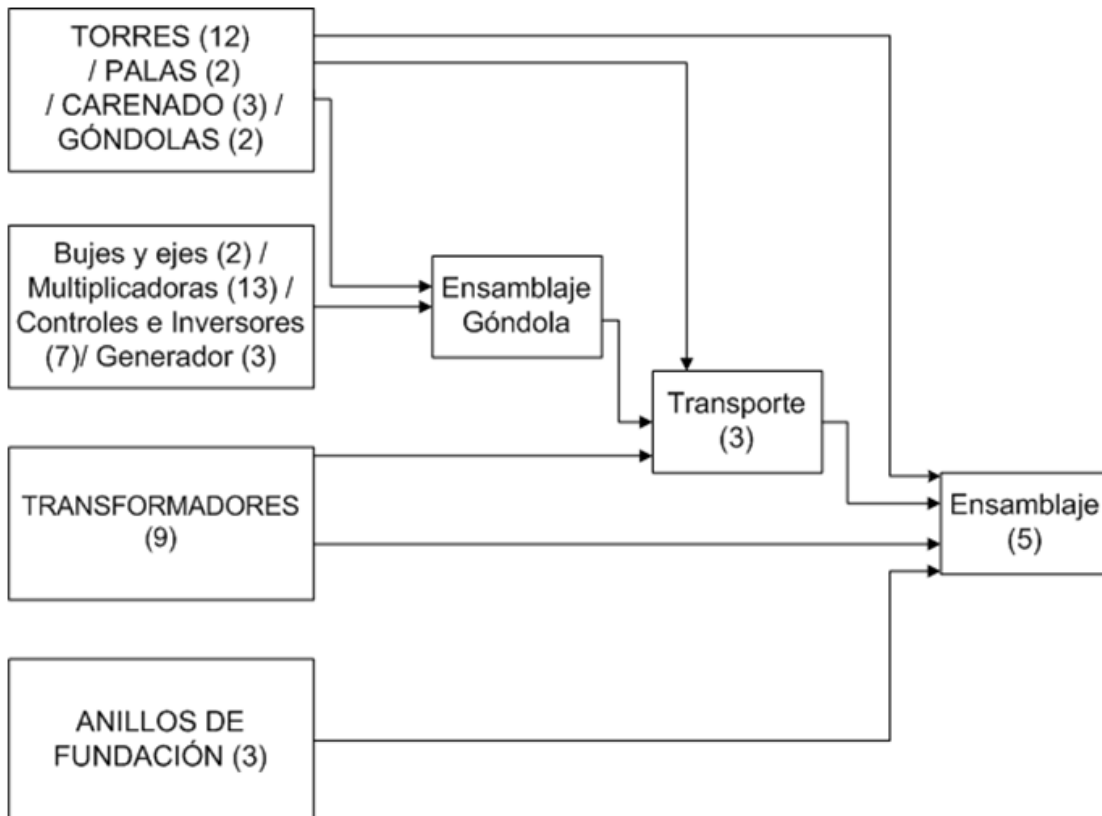 TORRES (12)
/ PALAS (2)
/ CARENADO (3) /
GÓNDOLAS (2)
Bujes y ejes (2) /
Multiplicadoras (13) /
Controles e Inversores
(7)/ Generador (3)
Ensamblaje
Góndola
Transporte
(3)
TRANSFORMADORES
(9)
Ensamblaje
(5)
ANILLOS DE
FUNDACIÓN (3)